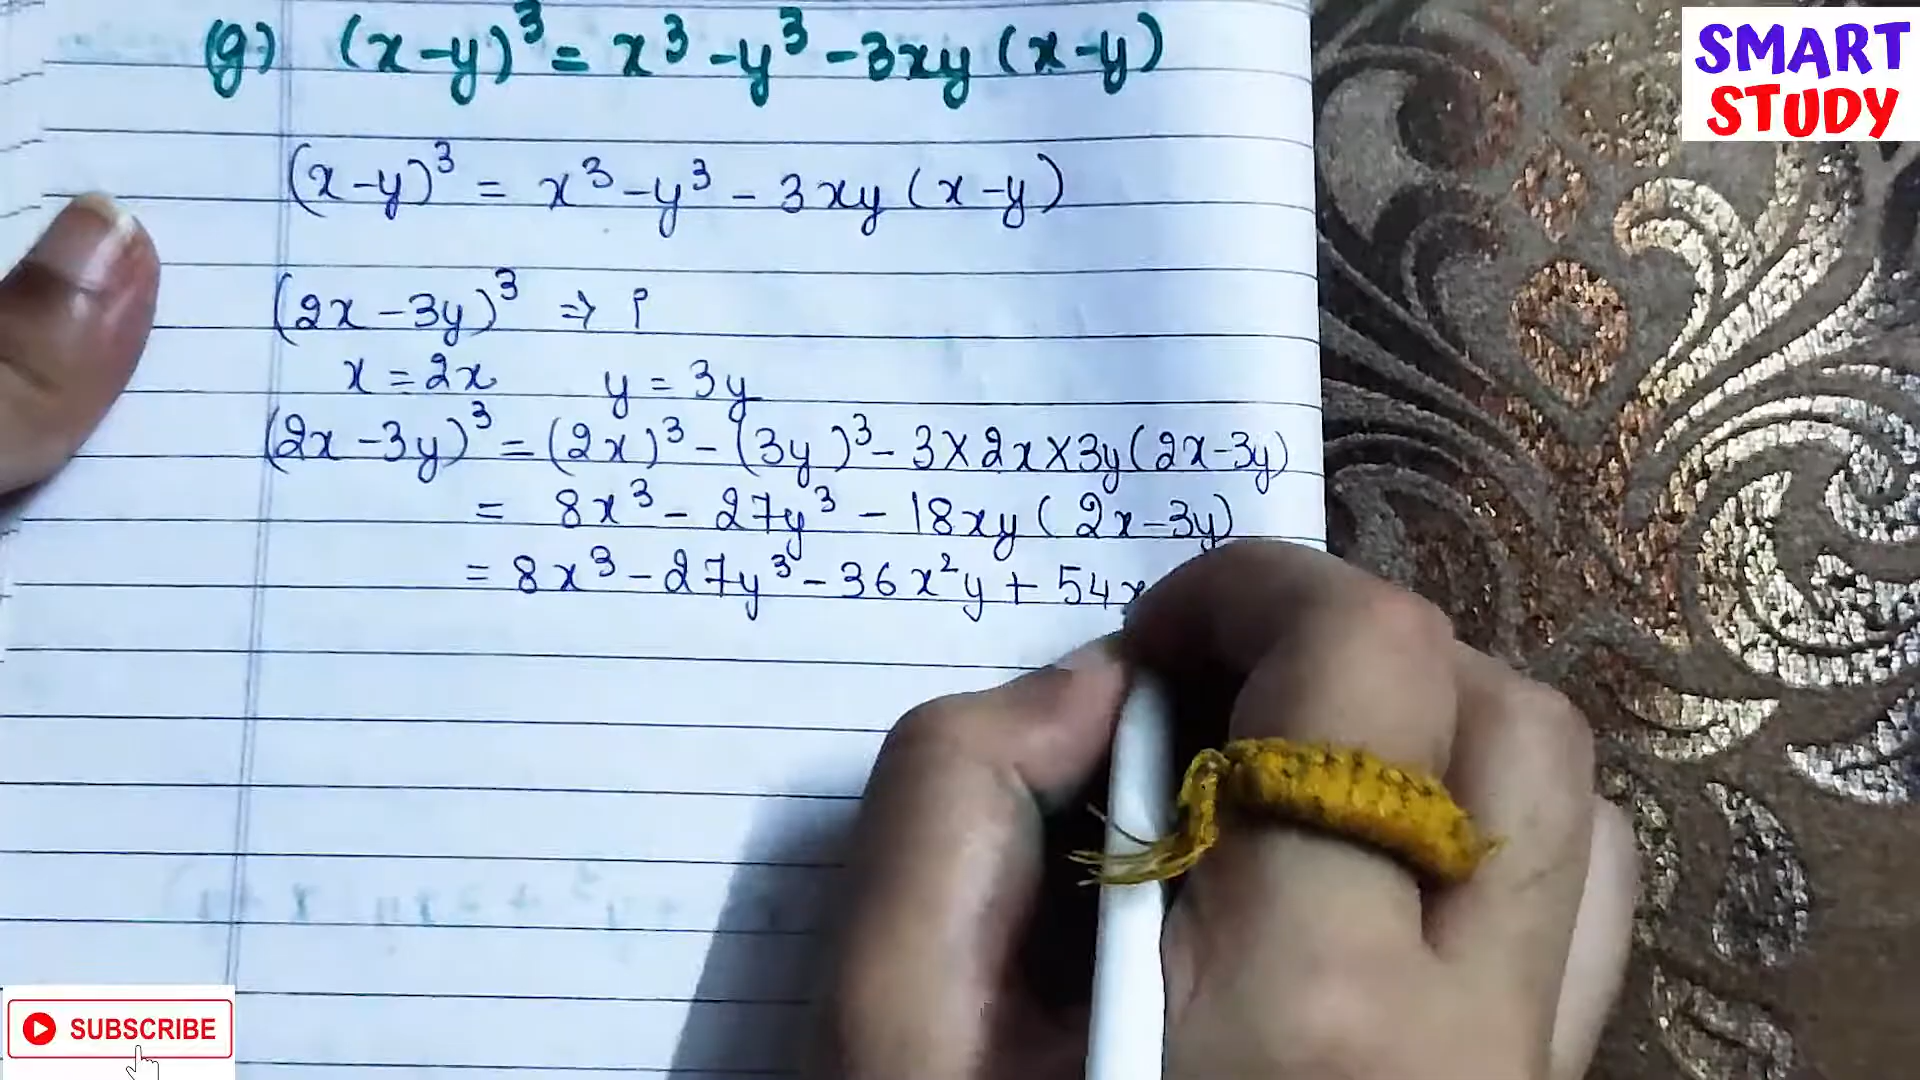 (g) (x-y)³ = x³ -y³ -3xy (x-y)
SMART
STUDY
(x-y)³ = x³ -y³ - 3xy (x-y)
(2x - 3y)³ ⇒ ?
x = 2x y = 3y
(2x - 3y)³ = (2x)³ - (3y)³ - 3×2x×3y(2x-3y)
= 8x³ - 27y³ - 18xy (2x-3y)
= 8x³ - 27y³ - 36x²y + 54x
SUBSCRIBE